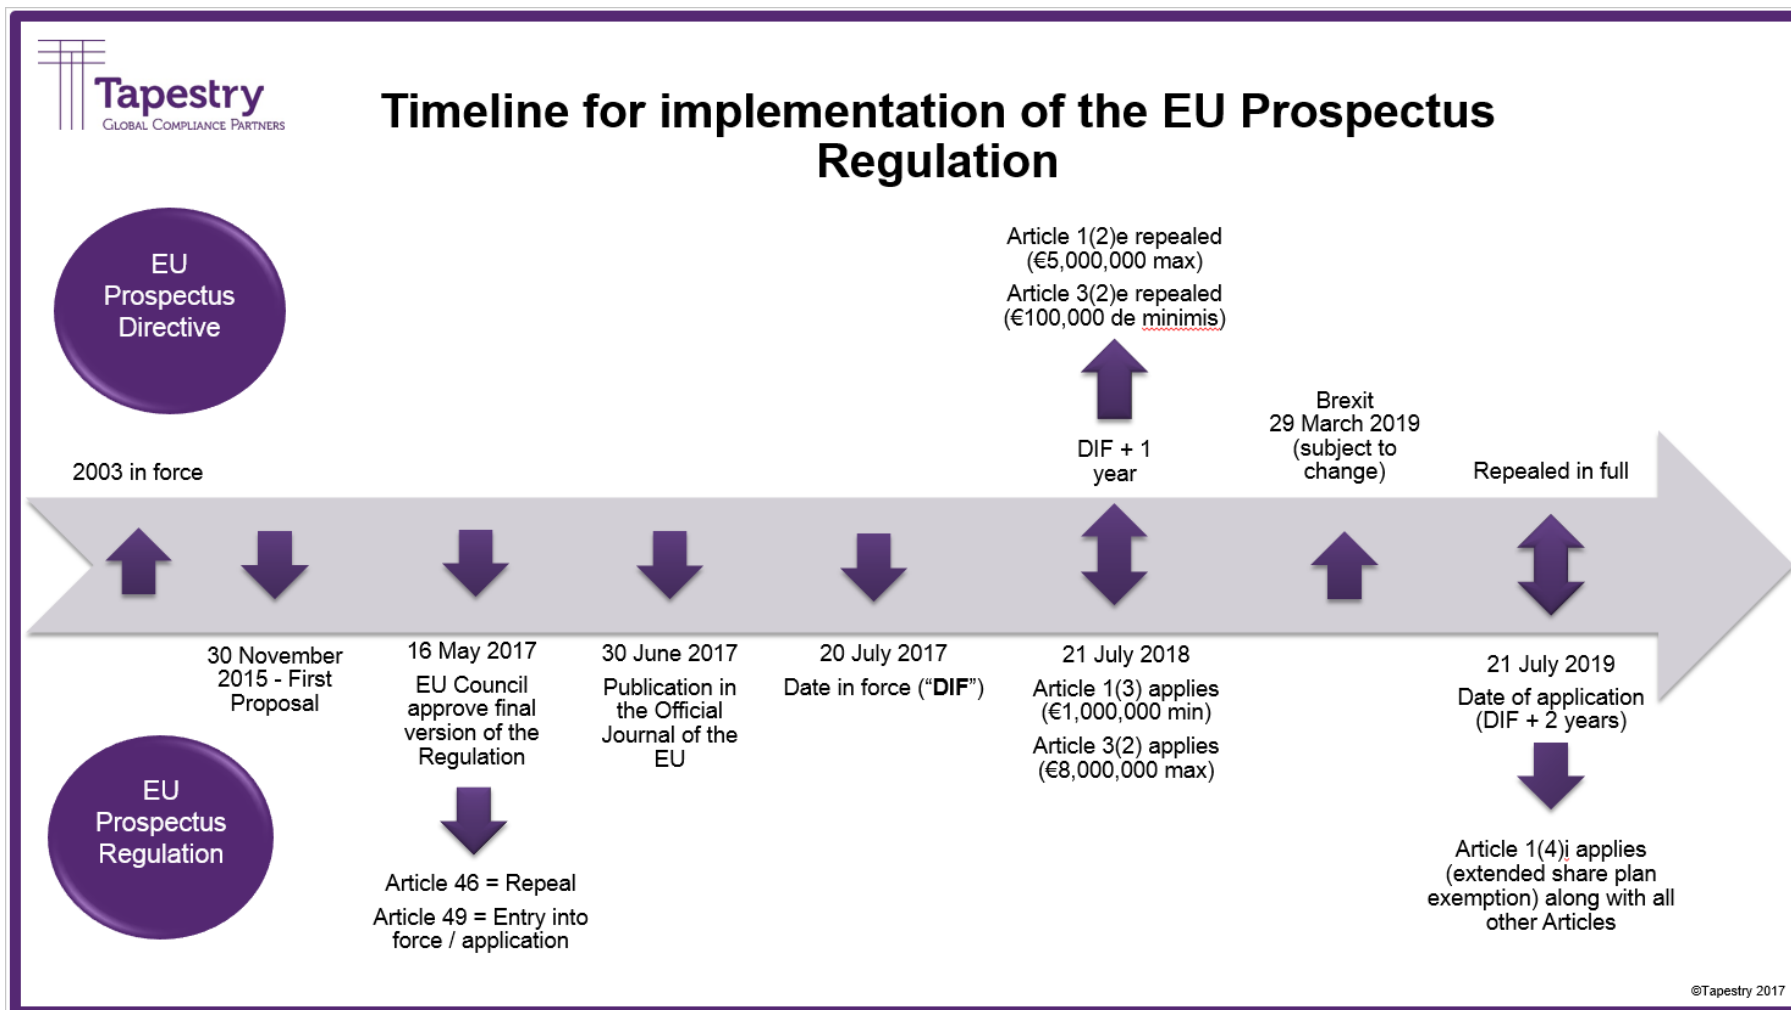 Tapestry
GLOBAL COMPLIANCE PARTNERS
Timeline for implementation of the EU Prospectus
Regulation
EU
Prospectus
Directive
2003 in force
Article 1(2)e repealed
(€5,000,000 max)
Article 3(2)e repealed
(€100,000 de minimis)
DIF + 1
year
Brexit
29 March 2019
(subject to
change)
Repealed in full
30 November
2015 - First
Proposal
16 May 2017
EU Council
approve final
version of the
Regulation
Article 46 = Repeal
Article 49 = Entry into
force / application
30 June 2017
Publication in
the Official
Journal of the
EU
20 July 2017
Date in force (“DIF”)
21 July 2018
Article 1(3) applies
(€1,000,000 min)
Article 3(2) applies
(€8,000,000 max)
21 July 2019
Date of application
(DIF + 2 years)
Article 1(4)i applies
(extended share plan
exemption) along with all
other Articles
EU
Prospectus
Regulation
©Tapestry 2017